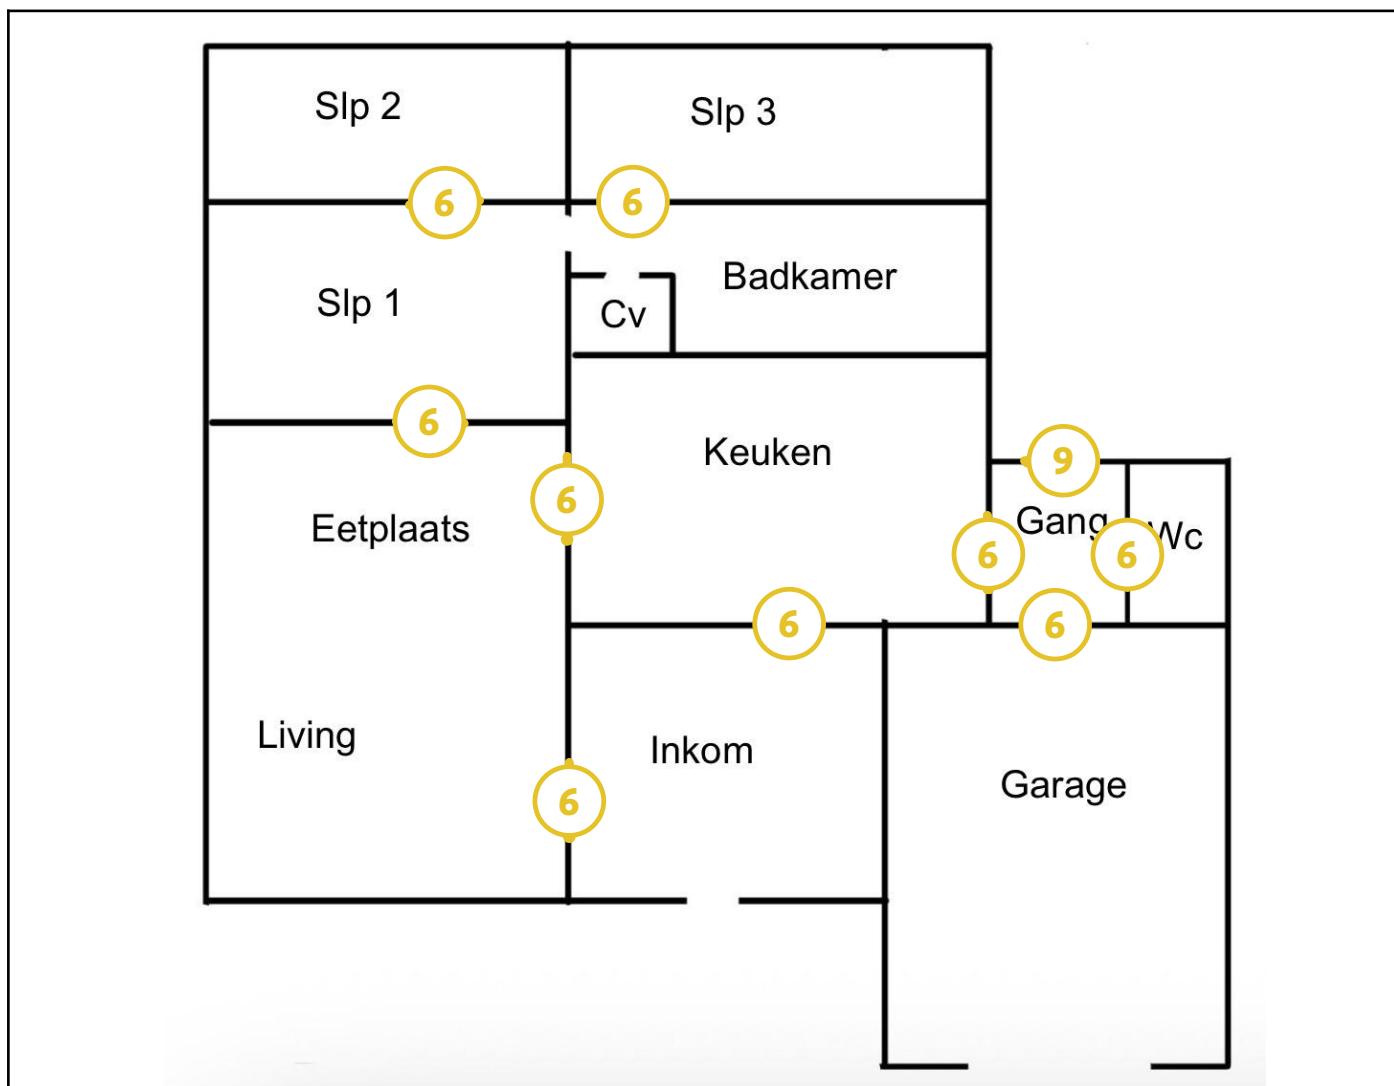 Slp 2
Slp 3
6
6
Slp 1
Badkamer
Cv
6
Keuken
9
6
Eetplaats
Gang
Wc
6
6
6
6
Living
Inkom
6
Garage